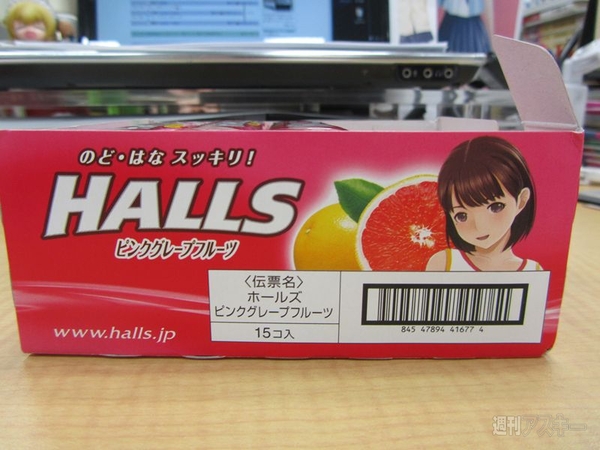 のど・はな スッキリ!
HALLS
ピンクグレープフルーツ
〈伝票名〉
ホールズ
ピンクグレープフルーツ
15コ入
845 47894 41677 4
www.halls.jp
週刊アスキー